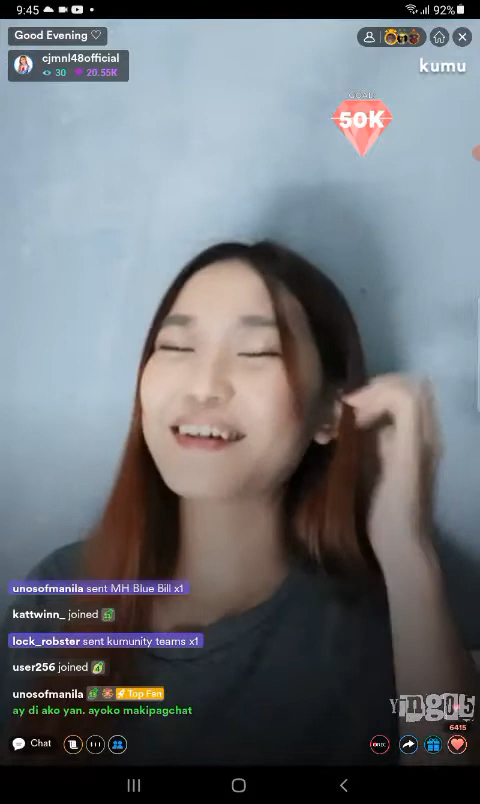 9:45
92%
Good Evening ♡
cjmnl48official
30 20.55K
kumu
GOAL:
50K
unosofmanila sent MH Blue Bill x1
kattwinn_ joined
lock_robster sent kumunity teams x1
user256 joined
unosofmanila Top Fan
ay di ako yan. ayoko makipagchat
6415
Chat